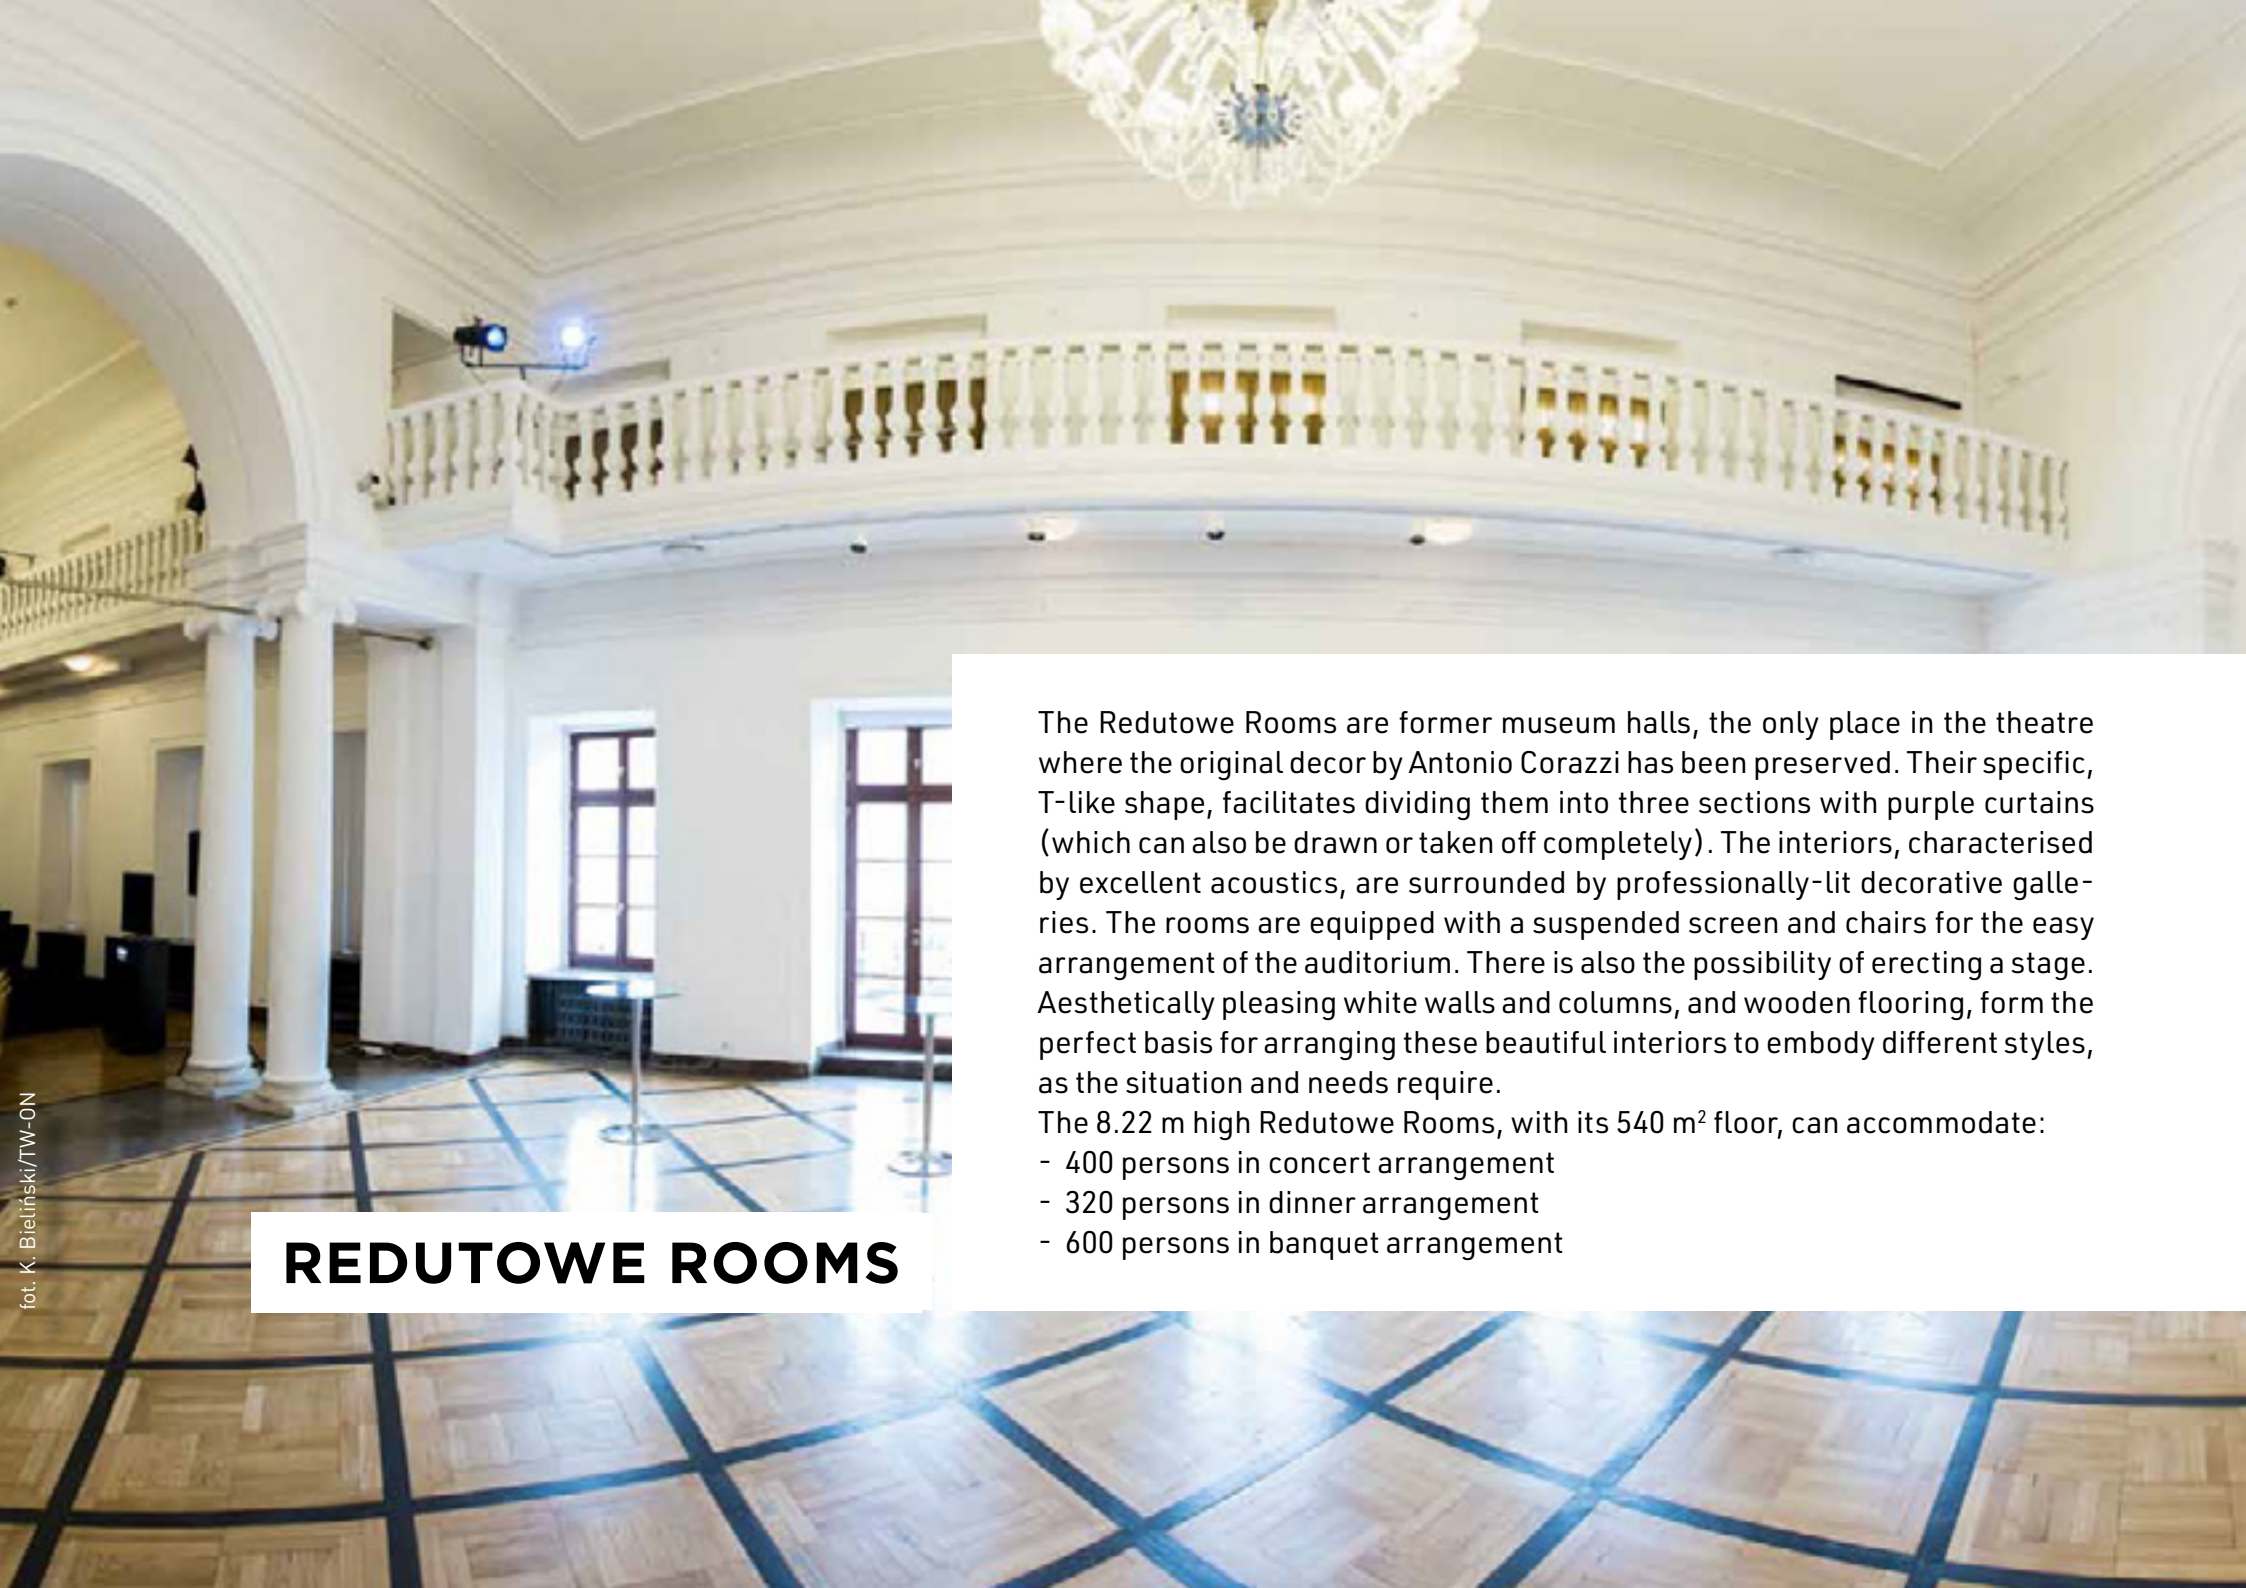 The Redutowe Rooms are former museum halls, the only place in the theatre
where the original decor by Antonio Corazzi has been preserved. Their specific,
T-like shape, facilitates dividing them into three sections with purple curtains
(which can also be drawn or taken off completely). The interiors, characterised
by excellent acoustics, are surrounded by professionally-lit decorative galle-
ries. The rooms are equipped with a suspended screen and chairs for the easy
arrangement of the auditorium. There is also the possibility of erecting a stage.
Aesthetically pleasing white walls and columns, and wooden flooring, form the
perfect basis for arranging these beautiful interiors to embody different styles,
as the situation and needs require.
The 8.22 m high Redutowe Rooms, with its 540 m² floor, can accommodate:
- 400 persons in concert arrangement
- 320 persons in dinner arrangement
- 600 persons in banquet arrangement
REDUTOWE ROOMS
fot. K. Bieliński/TW-ON